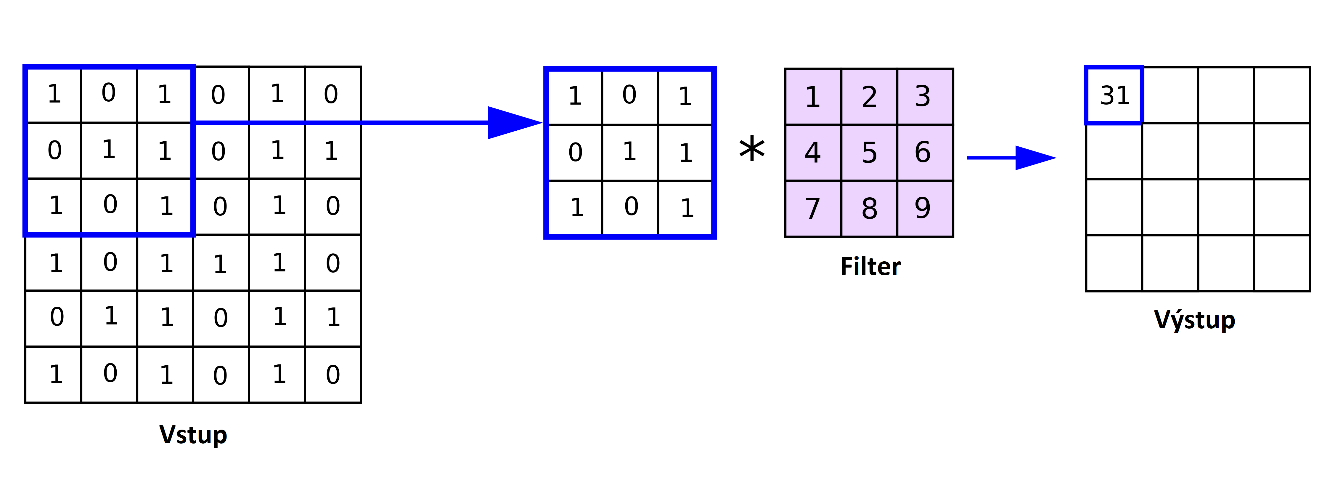 1 0 1 0 1 0
0 1 1 0 1 1
1 0 1 0 1 0
1 0 1 1 1 0
0 1 1 0 1 1
1 0 1 0 1 0
Vstup
1 0 1
0 1 1
1 0 1
*
1 2 3
4 5 6
7 8 9
Filter
31
Výstup